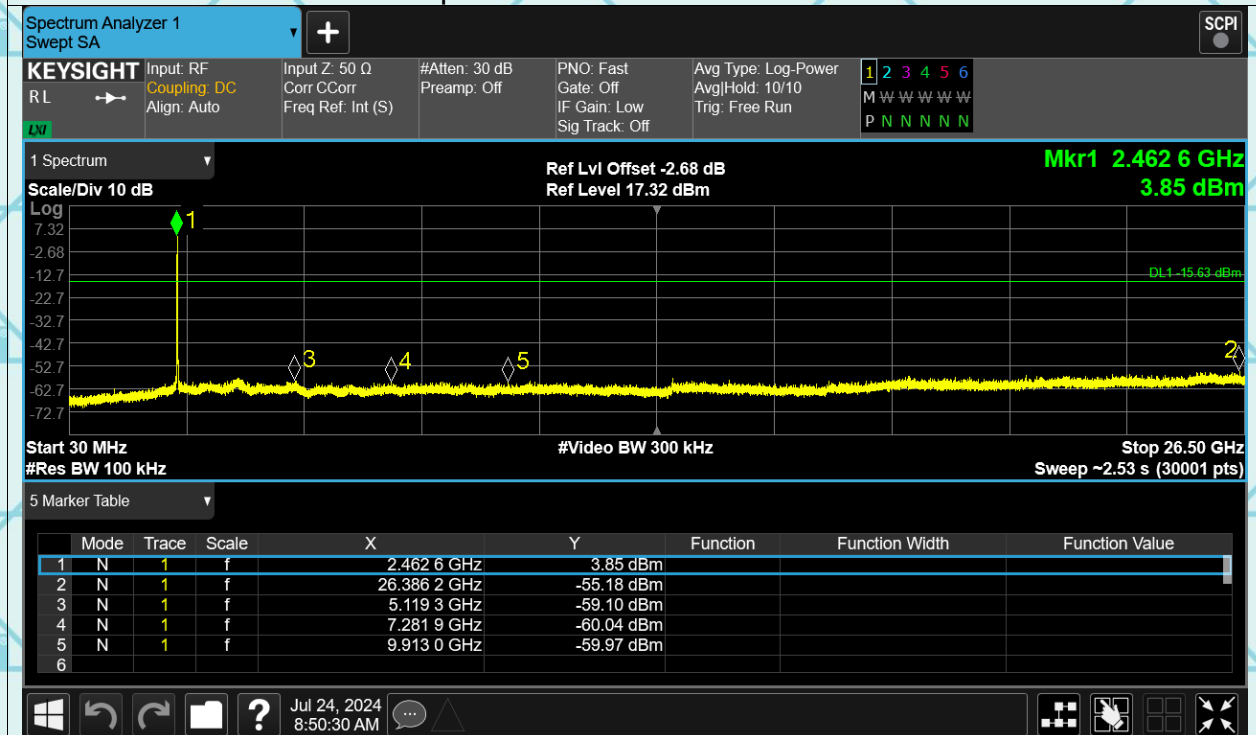 Spectrum Analyzer 1
Swept SA
+
SCPI
KEYSIGHT
RL
LXI
Input: RF
Coupling: DC
Align: Auto
Input Z: 50 Ω
Corr CCorr
Freq Ref: Int (S)
#Atten: 30 dB
Preamp: Off
PNO: Fast
Gate: Off
IF Gain: Low
Sig Track: Off
Avg Type: Log-Power
Avg|Hold: 10/10
Trig: Free Run
1 2 3 4 5 6
M W W W W W
P N N N N N
1 Spectrum
Scale/Div 10 dB
Ref Lvl Offset -2.68 dB
Ref Level 17.32 dBm
Mkr1 2.462 6 GHz
3.85 dBm
Log
7.32
-2.68
-12.7
-22.7
-32.7
-42.7
-52.7
-62.7
-72.7
1
DL1 -15.63 dBm
3
4
5
2
Start 30 MHz
#Video BW 300 kHz
Stop 26.50 GHz
#Res BW 100 kHz
Sweep ~2.53 s (30001 pts)
5 Marker Table
Mode Trace Scale X Y Function Function Width Function Value
1 N 1 f 2.462 6 GHz 3.85 dBm
2 N 1 f 26.386 2 GHz -55.18 dBm
3 N 1 f 5.119 3 GHz -59.10 dBm
4 N 1 f 7.281 9 GHz -60.04 dBm
5 N 1 f 9.913 0 GHz -59.97 dBm
6
?
Jul 24, 2024
8:50:30 AM